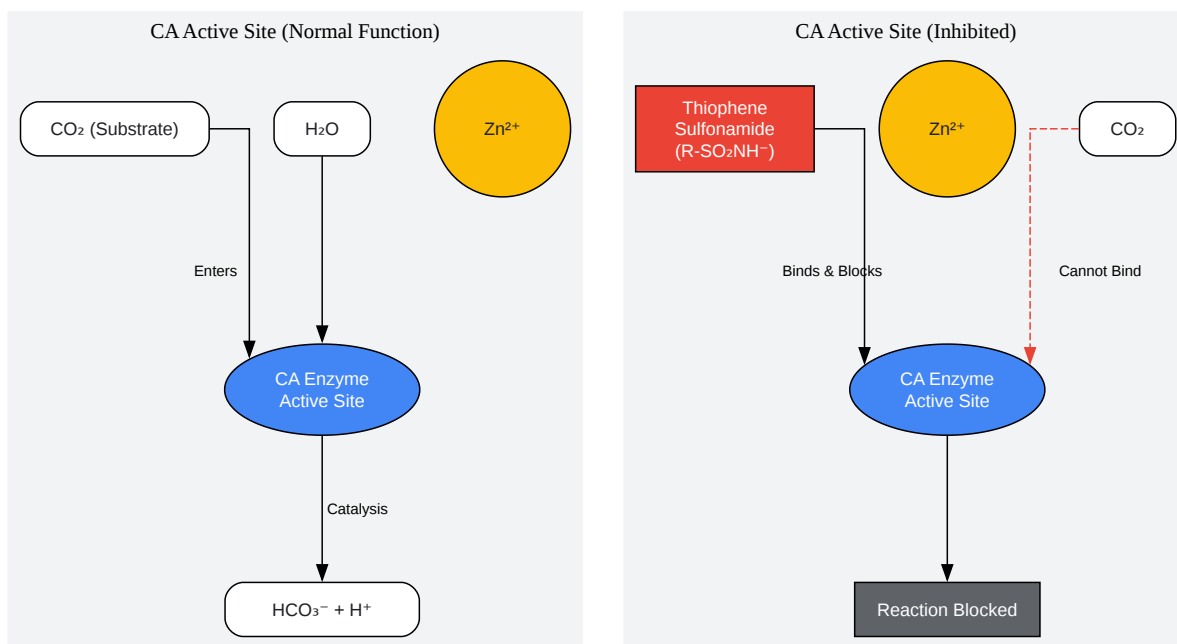 CA Active Site (Normal Function)
CO₂ (Substrate)
H₂O
Zn²⁺
Enters
CA Enzyme
Active Site
Catalysis
HCO₃⁻ + H⁺
CA Active Site (Inhibited)
Thiophene
Sulfonamide
(R-SO₂NH⁻)
Zn²⁺
CO₂
Binds & Blocks
Cannot Bind
CA Enzyme
Active Site
Reaction Blocked